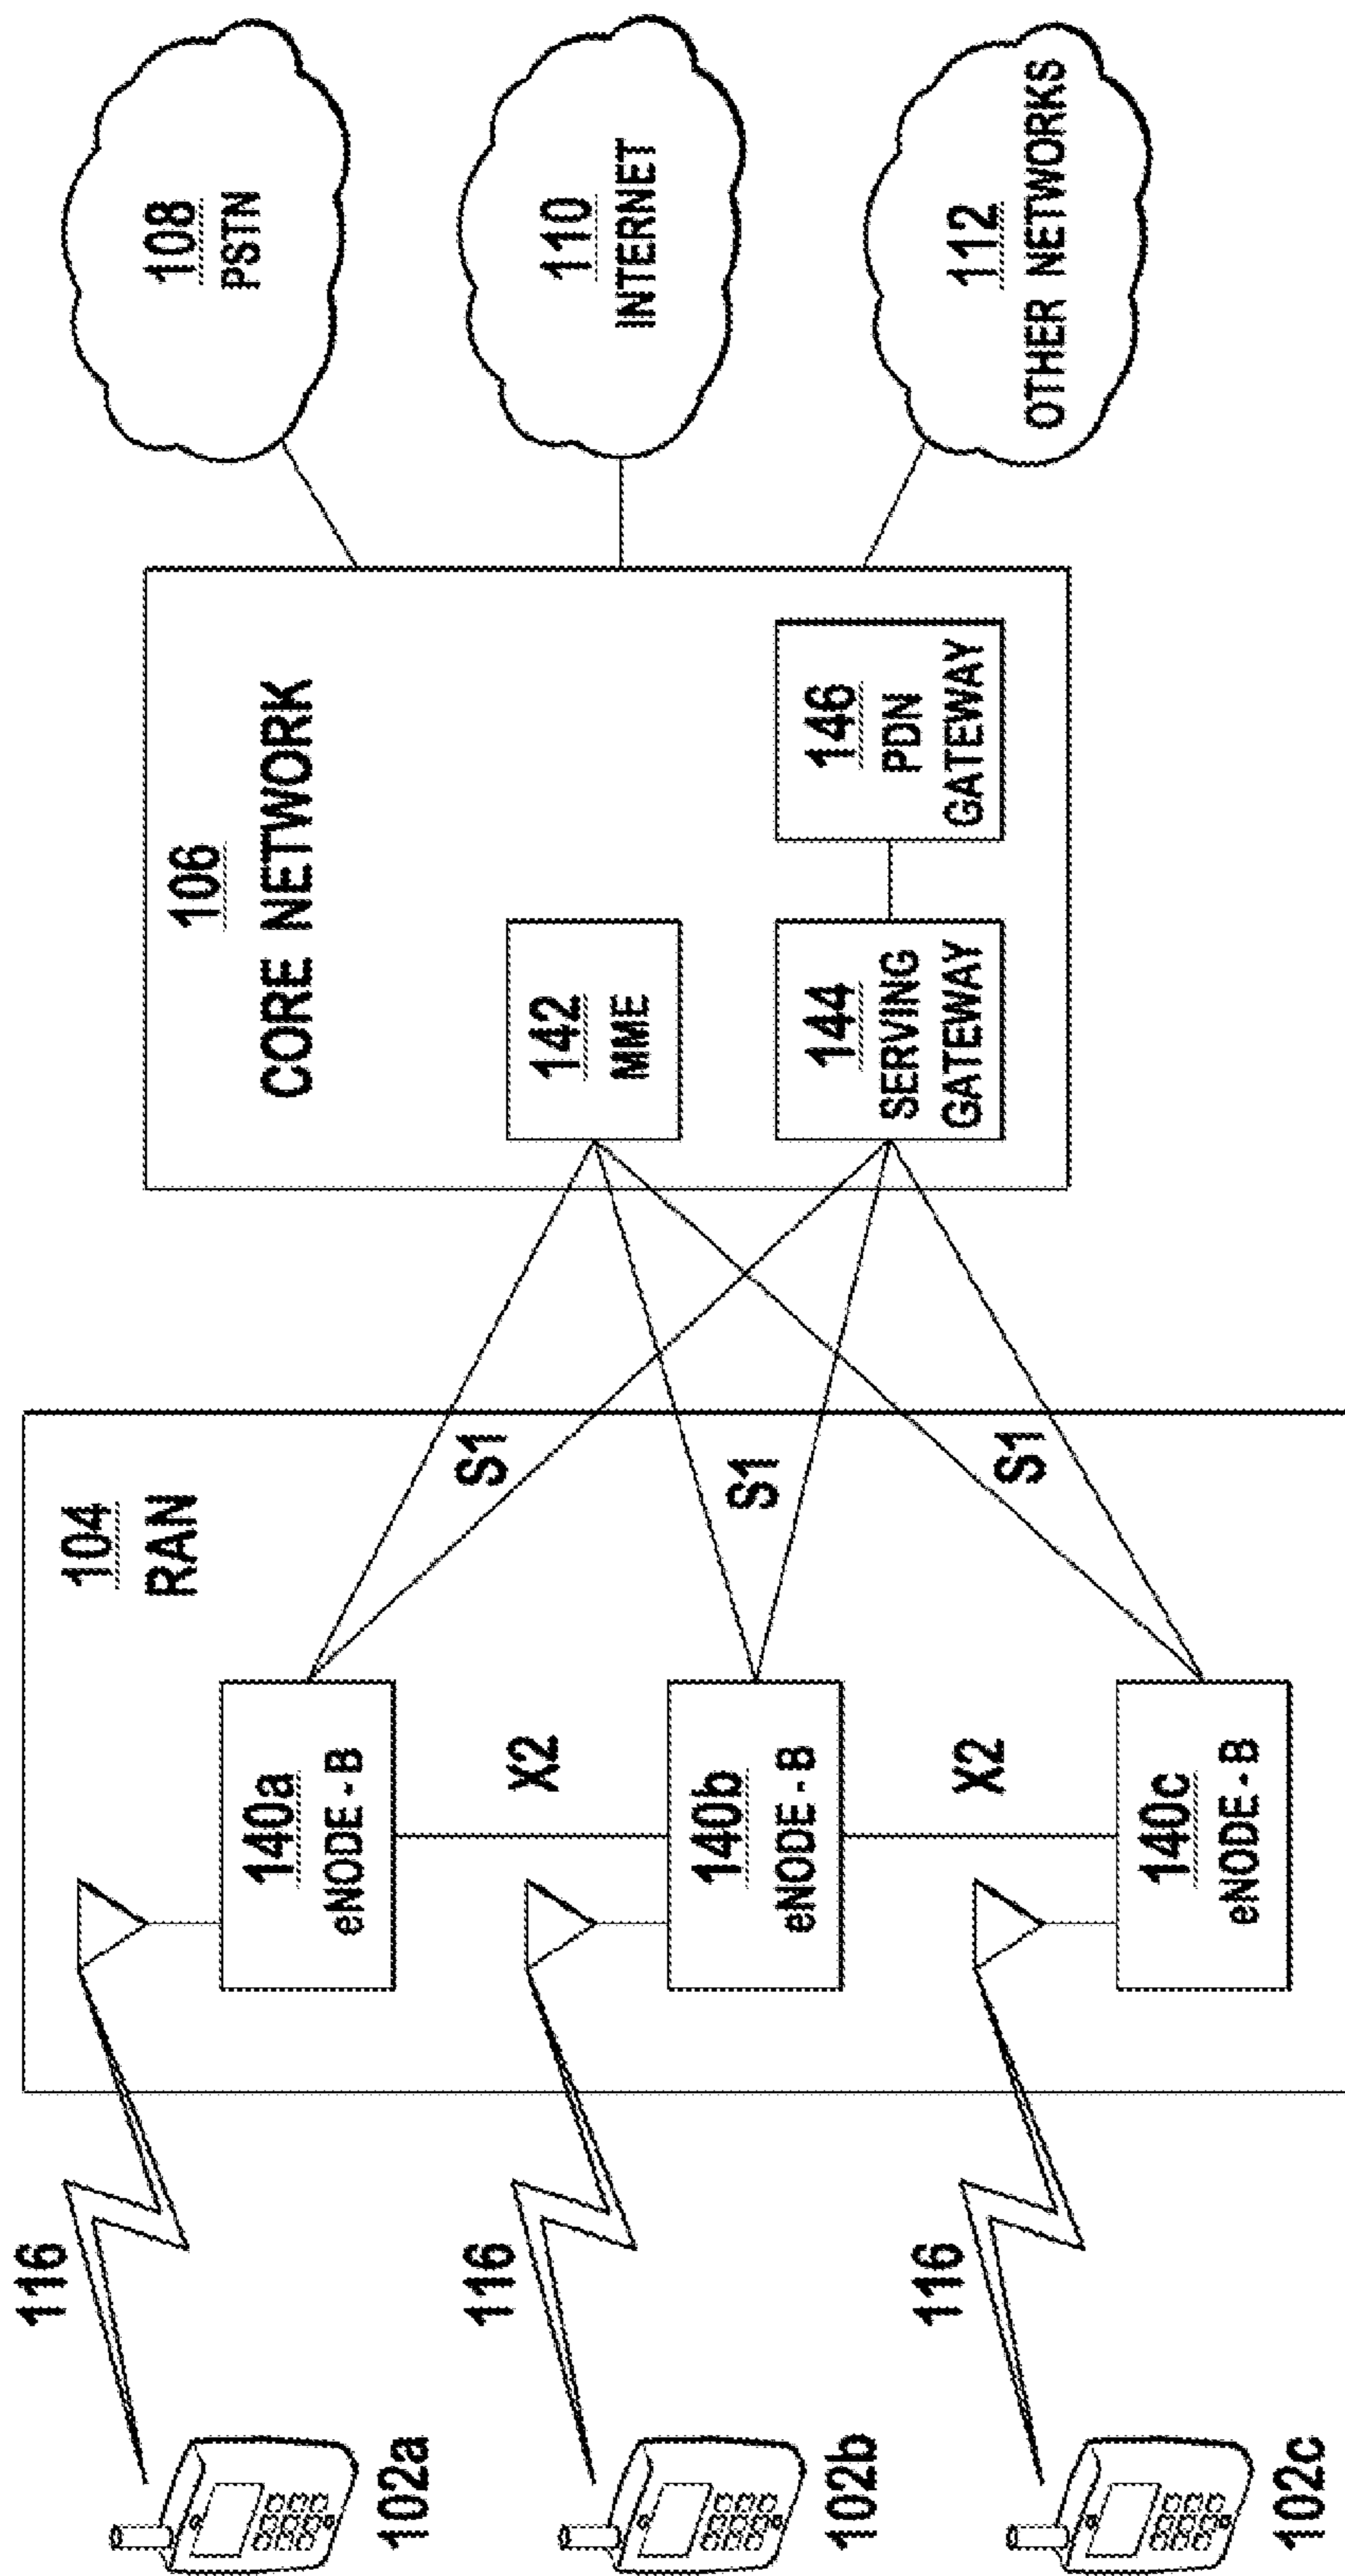 102a
116
104
RAN
140a
eNODE - B
X2
S1
106
CORE NETWORK
108
PSTN
102b
116
140b
eNODE - B
X2
S1
142
MME
110
INTERNET
102c
116
140c
eNODE - B
S1
144
SERVING
GATEWAY
146
PDN
GATEWAY
112
OTHER NETWORKS